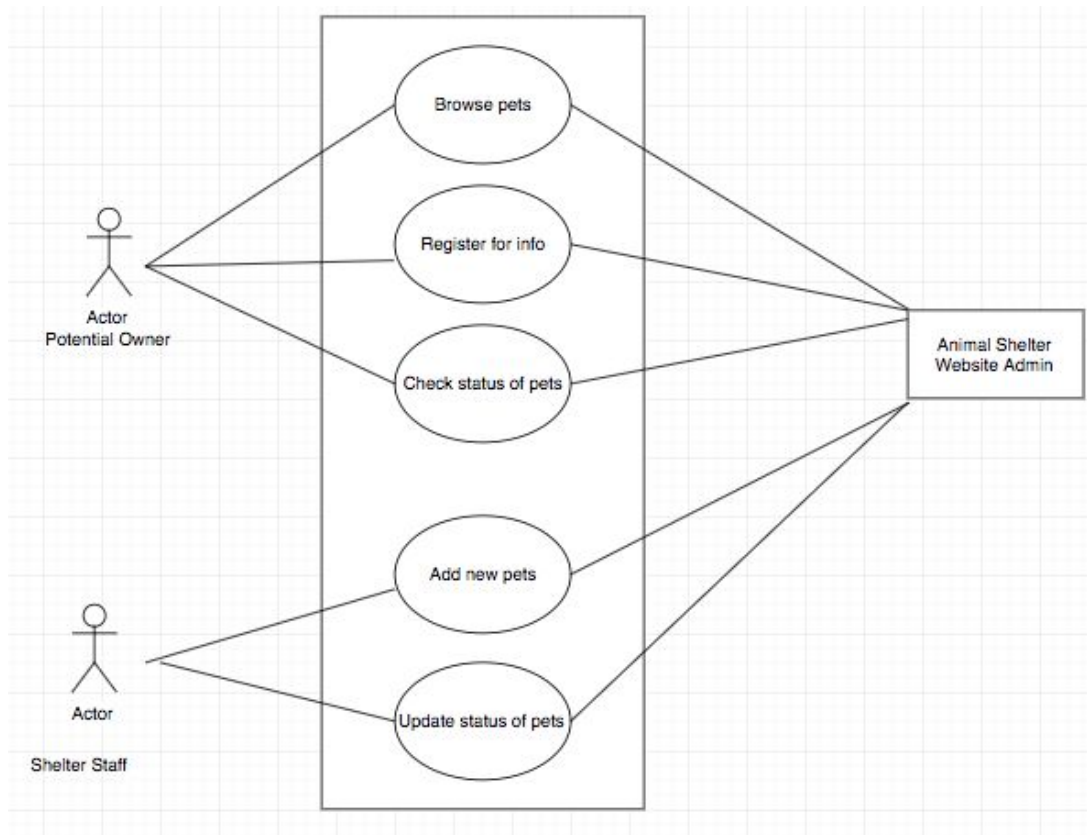 Browse pets
Register for info
Actor
Potential Owner
Check status of pets
Animal Shelter
Website Admin
Add new pets
Actor
Shelter Staff
Update status of pets